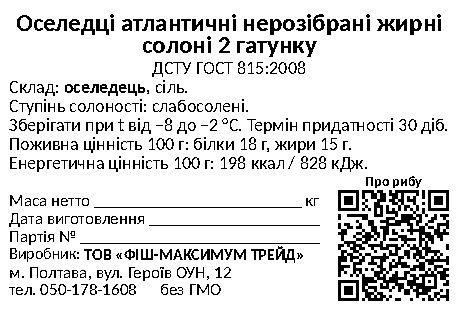 Оселедці атлантичні нерозібрані жирні
солоні 2 гатунку
ДСТУ ГОСТ 815:2008
Склад: оселедець, сіль.
Ступінь солоності: слабосолені.
Зберігати при t від –8 до –2 °С. Термін придатності 30 діб.
Поживна цінність 100 г: білки 18 г, жири 15 г.
Енергетична цінність 100 г: 198 ккал / 828 кДж.
Про рибу
Маса нетто ____________________ кг
Дата виготовлення ____________________
Партія № ____________________
Виробник: ТОВ «ФІШ-МАКСИМУМ ТРЕЙД»
м. Полтава, вул. Героїв ОУН, 12
тел. 050-178-1608 без ГМО